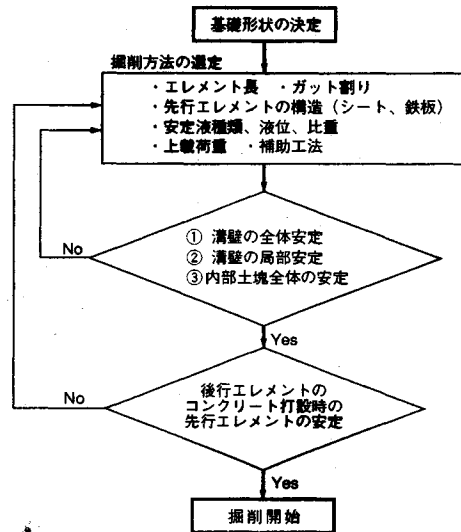 基礎形状の決定
掘削方法の選定
・エレメント長 ・ガット割り
・先行エレメントの構造（シート、鉄板）
・安定液種類、液位、比重
・上載荷重 ・補助工法
No
① 溝壁の全体安定
② 溝壁の局部安定
③内部土塊全体の安定
Yes
No
後行エレメントの
コンクリート打設時の
先行エレメントの安定
Yes
掘削開始